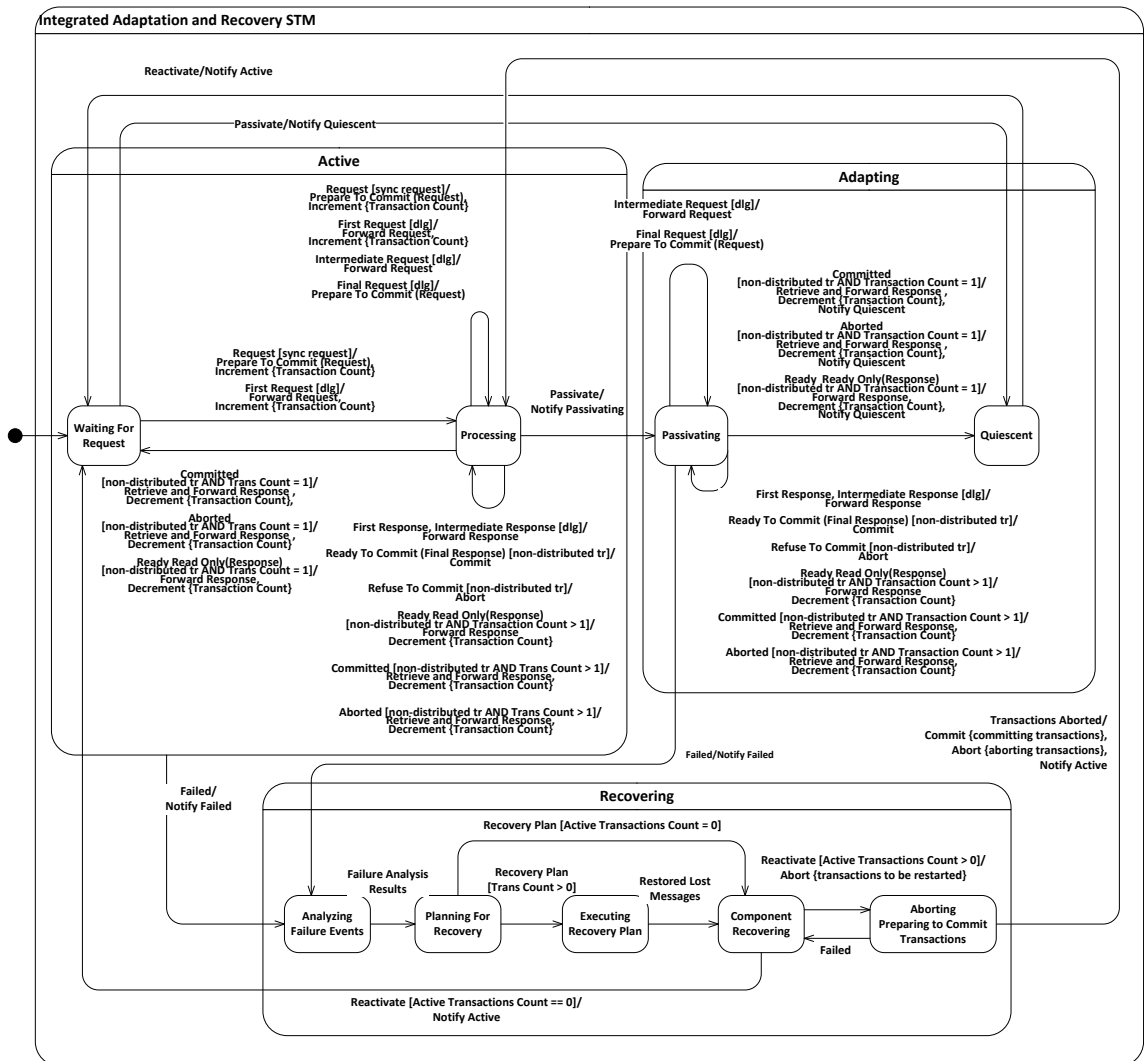 Integrated Adaptation and Recovery STM
Reactivate/Notify Active
Passivate/Notify Quiescent
Active
Request [sync request]/
Prepare To Commit (Request),
Increment {Transaction Count}
First Request [dlg]/
Forward Request,
Increment {Transaction Count}
Intermediate Request [dlg]/
Forward Request
Final Request [dlg]/
Prepare To Commit (Request)
Request [sync request]/
Prepare To Commit (Request),
Increment {Transaction Count}
First Request [dlg]/
Forward Request,
Increment {Transaction Count}
Waiting For
Request
Processing
Passivate/
Notify Passivating
Committed
[non-distributed tr AND Trans Count = 1]/
Retrieve and Forward Response ,
Decrement {Transaction Count},
Aborted
[non-distributed tr AND Trans Count = 1]/
Retrieve and Forward Response ,
Decrement {Transaction Count}
Ready Read Only(Response)
[non-distributed tr AND Trans Count = 1]/
Forward Response,
Decrement {Transaction Count}
First Response, Intermediate Response [dlg]/
Forward Response
Ready To Commit (Final Response) [non-distributed tr]/
Commit
Refuse To Commit [non-distributed tr]/
Abort
Ready Read Only(Response)
[non-distributed tr AND Transaction Count > 1]/
Forward Response
Decrement {Transaction Count}
Committed [non-distributed tr AND Trans Count > 1]/
Retrieve and Forward Response,
Decrement {Transaction Count}
Aborted [non-distributed tr AND Trans Count > 1]/
Retrieve and Forward Response,
Decrement {Transaction Count}
Adapting
Intermediate Request [dlg]/
Forward Request
Final Request [dlg]/
Prepare To Commit (Request)
Committed
[non-distributed tr AND Transaction Count = 1]/
Retrieve and Forward Response ,
Decrement {Transaction Count},
Notify Quiescent
Aborted
[non-distributed tr AND Transaction Count = 1]/
Retrieve and Forward Response ,
Decrement {Transaction Count},
Notify Quiescent
Ready Ready Only(Response)
[non-distributed tr AND Transaction Count = 1]/
Forward Response,
Decrement {Transaction Count},
Notify Quiescent
Passivating
Quiescent
First Response, Intermediate Response [dlg]/
Forward Response
Ready To Commit (Final Response) [non-distributed tr]/
Commit
Refuse To Commit [non-distributed tr]/
Abort
Ready Read Only(Response)
[non-distributed tr AND Transaction Count > 1]/
Forward Response
Decrement {Transaction Count}
Committed [non-distributed tr AND Transaction Count > 1]/
Retrieve and Forward Response,
Decrement {Transaction Count}
Aborted [non-distributed tr AND Transaction Count > 1]/
Retrieve and Forward Response,
Decrement {Transaction Count}
Transactions Aborted/
Commit {committing transactions},
Abort {aborting transactions},
Notify Active
Failed/Notify Failed
Failed/
Notify Failed
Recovering
Recovery Plan [Active Transactions Count = 0]
Failure Analysis
Results
Recovery Plan
[Trans Count > 0]
Restored Lost
Messages
Reactivate [Active Transactions Count > 0]/
Abort {transactions to be restarted}
Analyzing
Failure Events
Planning For
Recovery
Executing
Recovery Plan
Component
Recovering
Aborting
Preparing to Commit
Transactions
Failed
Reactivate [Active Transactions Count == 0]/
Notify Active